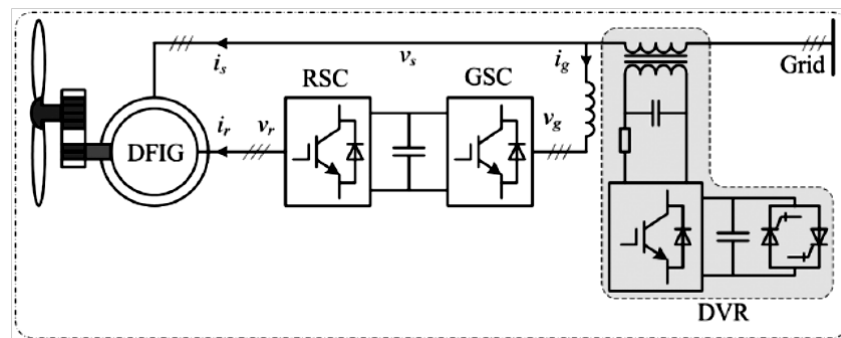 i_s
v_s
i_g
Grid
RSC
GSC
i_r
v_r
v_g
DFIG
DVR